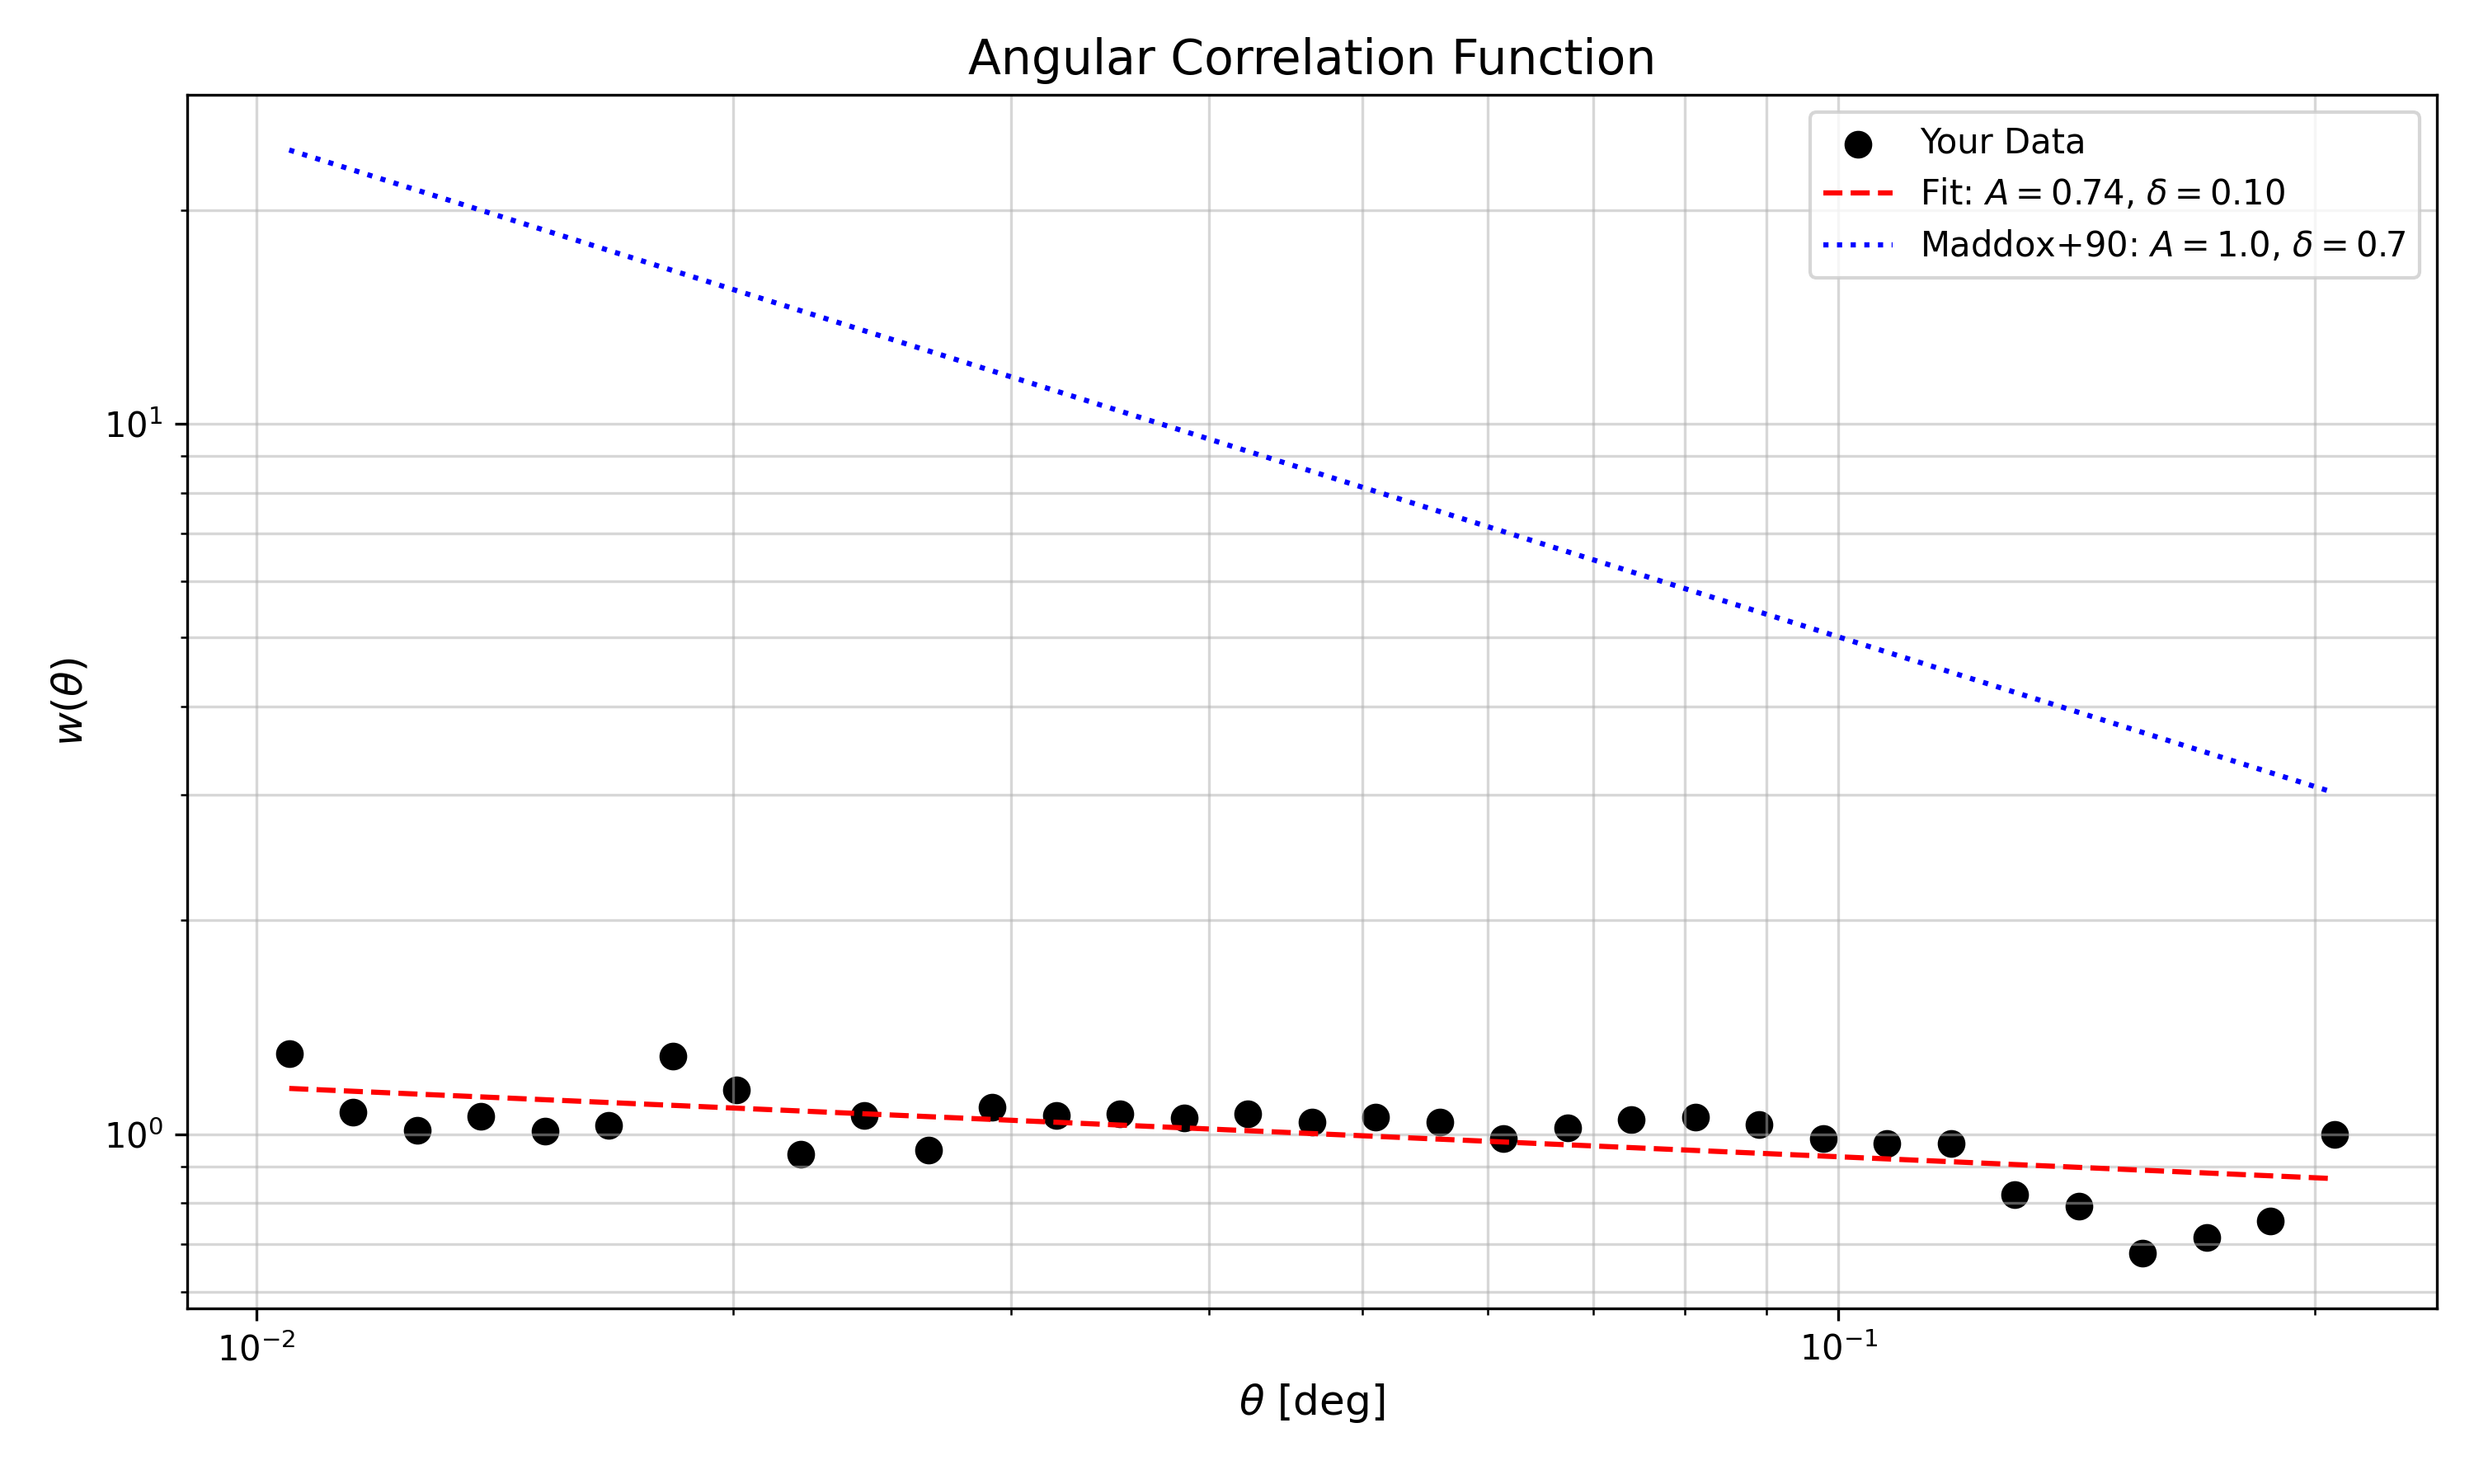 Angular Correlation Function
Your Data
Fit: A = 0.74, δ = 0.10
Maddox+90: A = 1.0, δ = 0.7
10¹
10⁰
w(θ)
10⁻²
10⁻¹
θ [deg]